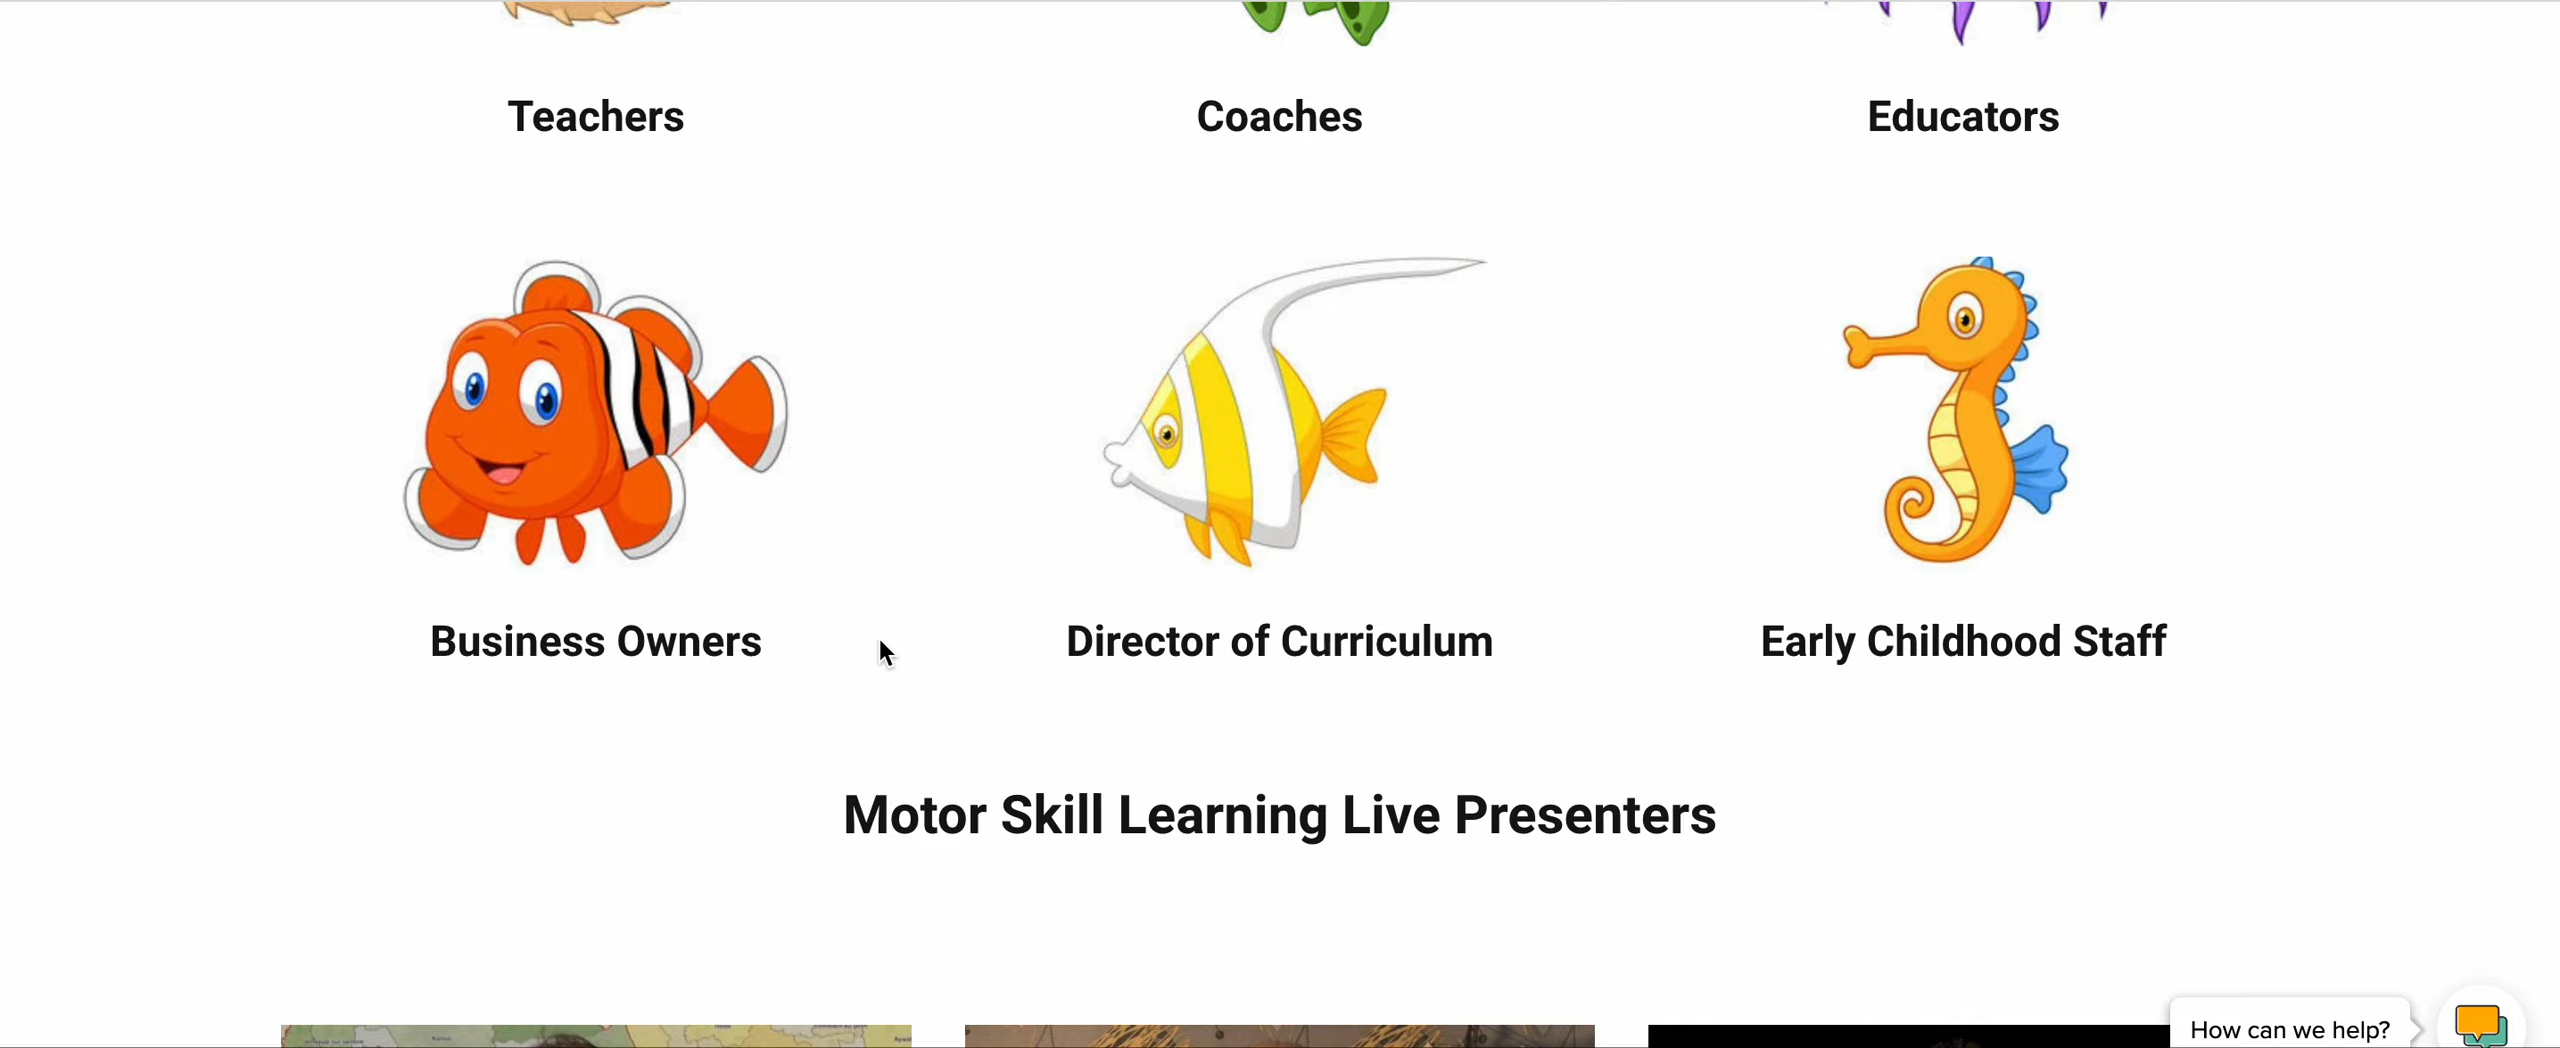 Teachers
Coaches
Educators
Business Owners
Director of Curriculum
Early Childhood Staff
Motor Skill Learning Live Presenters
How can we help?